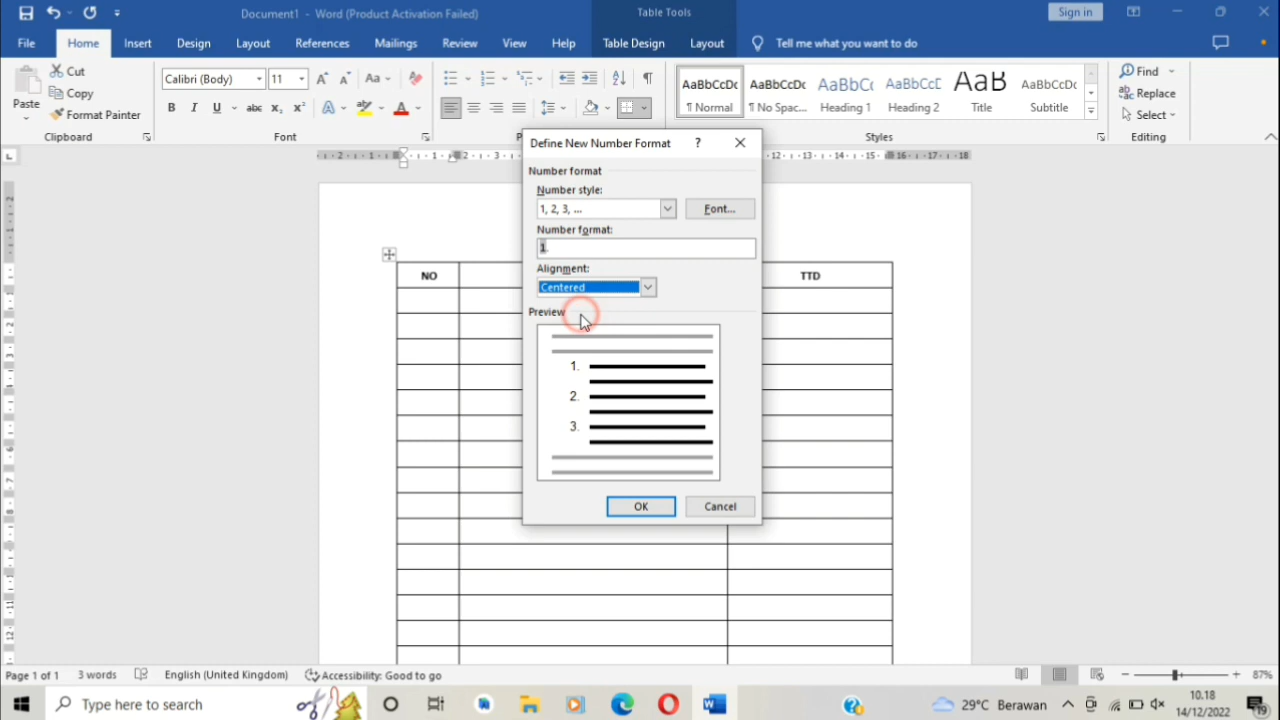 Document1 - Word (Product Activation Failed)
Table Tools
Sign in
File
Home
Insert
Design
Layout
References
Mailings
Review
View
Help
Table Design
Layout
Tell me what you want to do
Paste
Cut
Copy
Format Painter
Clipboard
Calibri (Body)
11
Font
AaBbCcDc
¶ Normal
AaBbCcDc
¶ No Spac...
AaBbC
Heading 1
AaBbCcD
Heading 2
AaB
Title
AaBbCcD
Subtitle
Styles
Find
Replace
Select
Editing
Define New Number Format
?
Number format
Number style:
1, 2, 3, ...
Font...
Number format:
1.
Alignment:
Centered
Preview
1.
2.
3.
OK
Cancel
NO
TTD
Page 1 of 1
3 words
English (United Kingdom)
Accessibility: Good to go
87%
Type here to search
29°C Berawan
10.18
14/12/2022